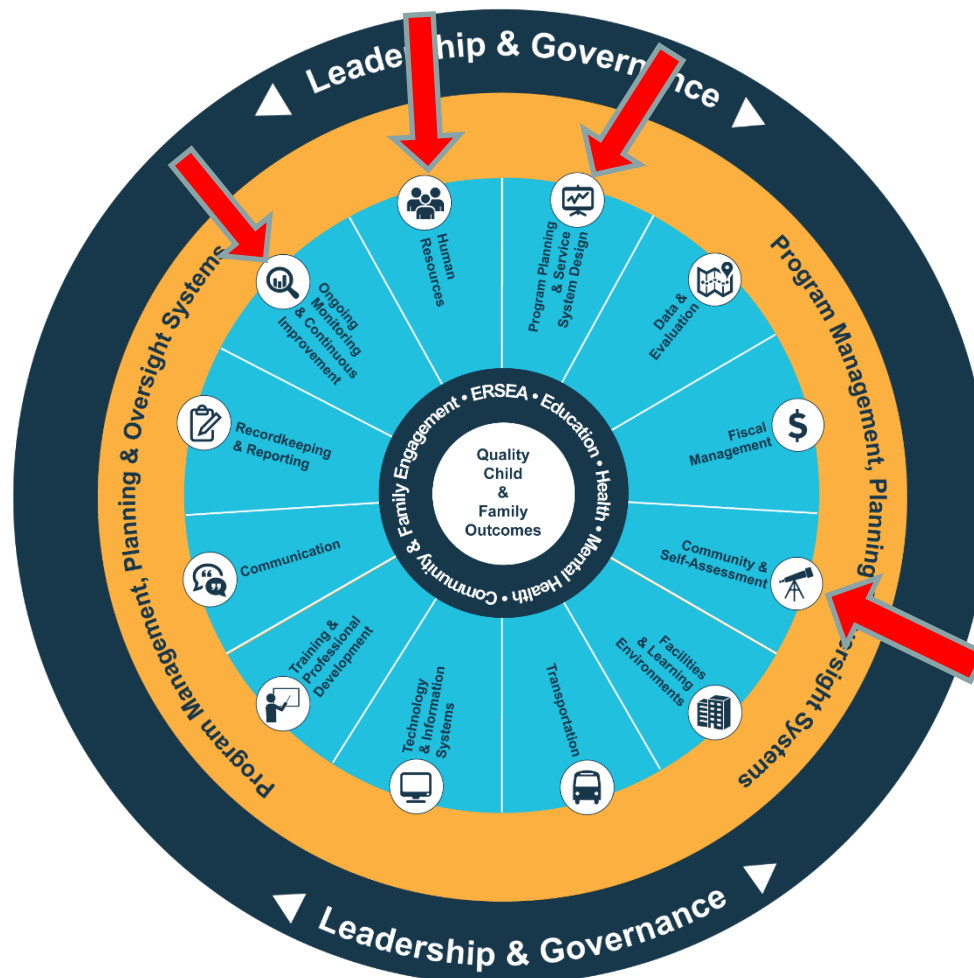 Leadership & Governance
Program Management, Planning & Oversight Systems
Program Management, Planning
Systems
Human
Resources
Program Planning
& Service
System Design
Data &
Evaluation
Fiscal
Management
Community &
Self-Assessment
Facilities
& Learning
Environments
Transportation
Technology
& Information
Systems
Training &
Professional
Development
Communication
Recordkeeping
& Reporting
Ongoing
Monitoring
& Continuous
Improvement
Community & Family Engagement • ERSEA • Education • Health • Mental Health •
Quality
Child
&
Family
Outcomes
Leadership & Governance